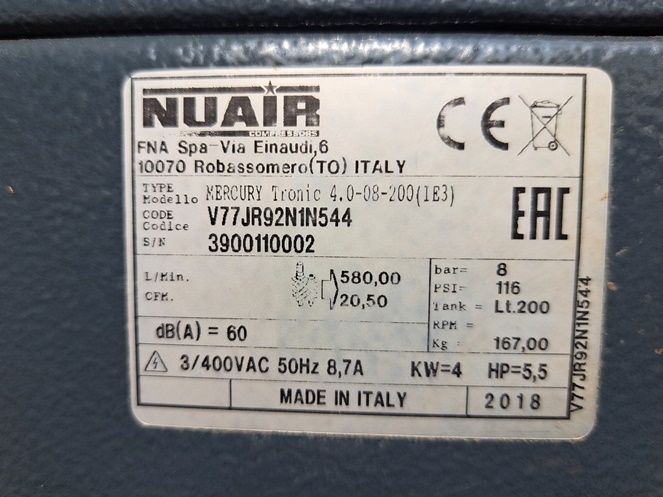 NUAIR
COMPRESSORS
CE
FNA Spa-Via Einaudi,6
10070 Robassomero(TO) ITALY
TYPE
Modello
MERCURY Tronic 4.0-08-200(IE3)
CODE
Codice
V77JR92N1N544
S/N 3900110002
EAC
L/Min. 580,00
CFM. 20,50
bar= 8
PSI= 116
Tank = Lt.200
RPM =
Kg = 167,00
dB(A) = 60
3/400VAC 50Hz 8,7A KW=4 HP=5,5
MADE IN ITALY 2018
V77JR92N1N544